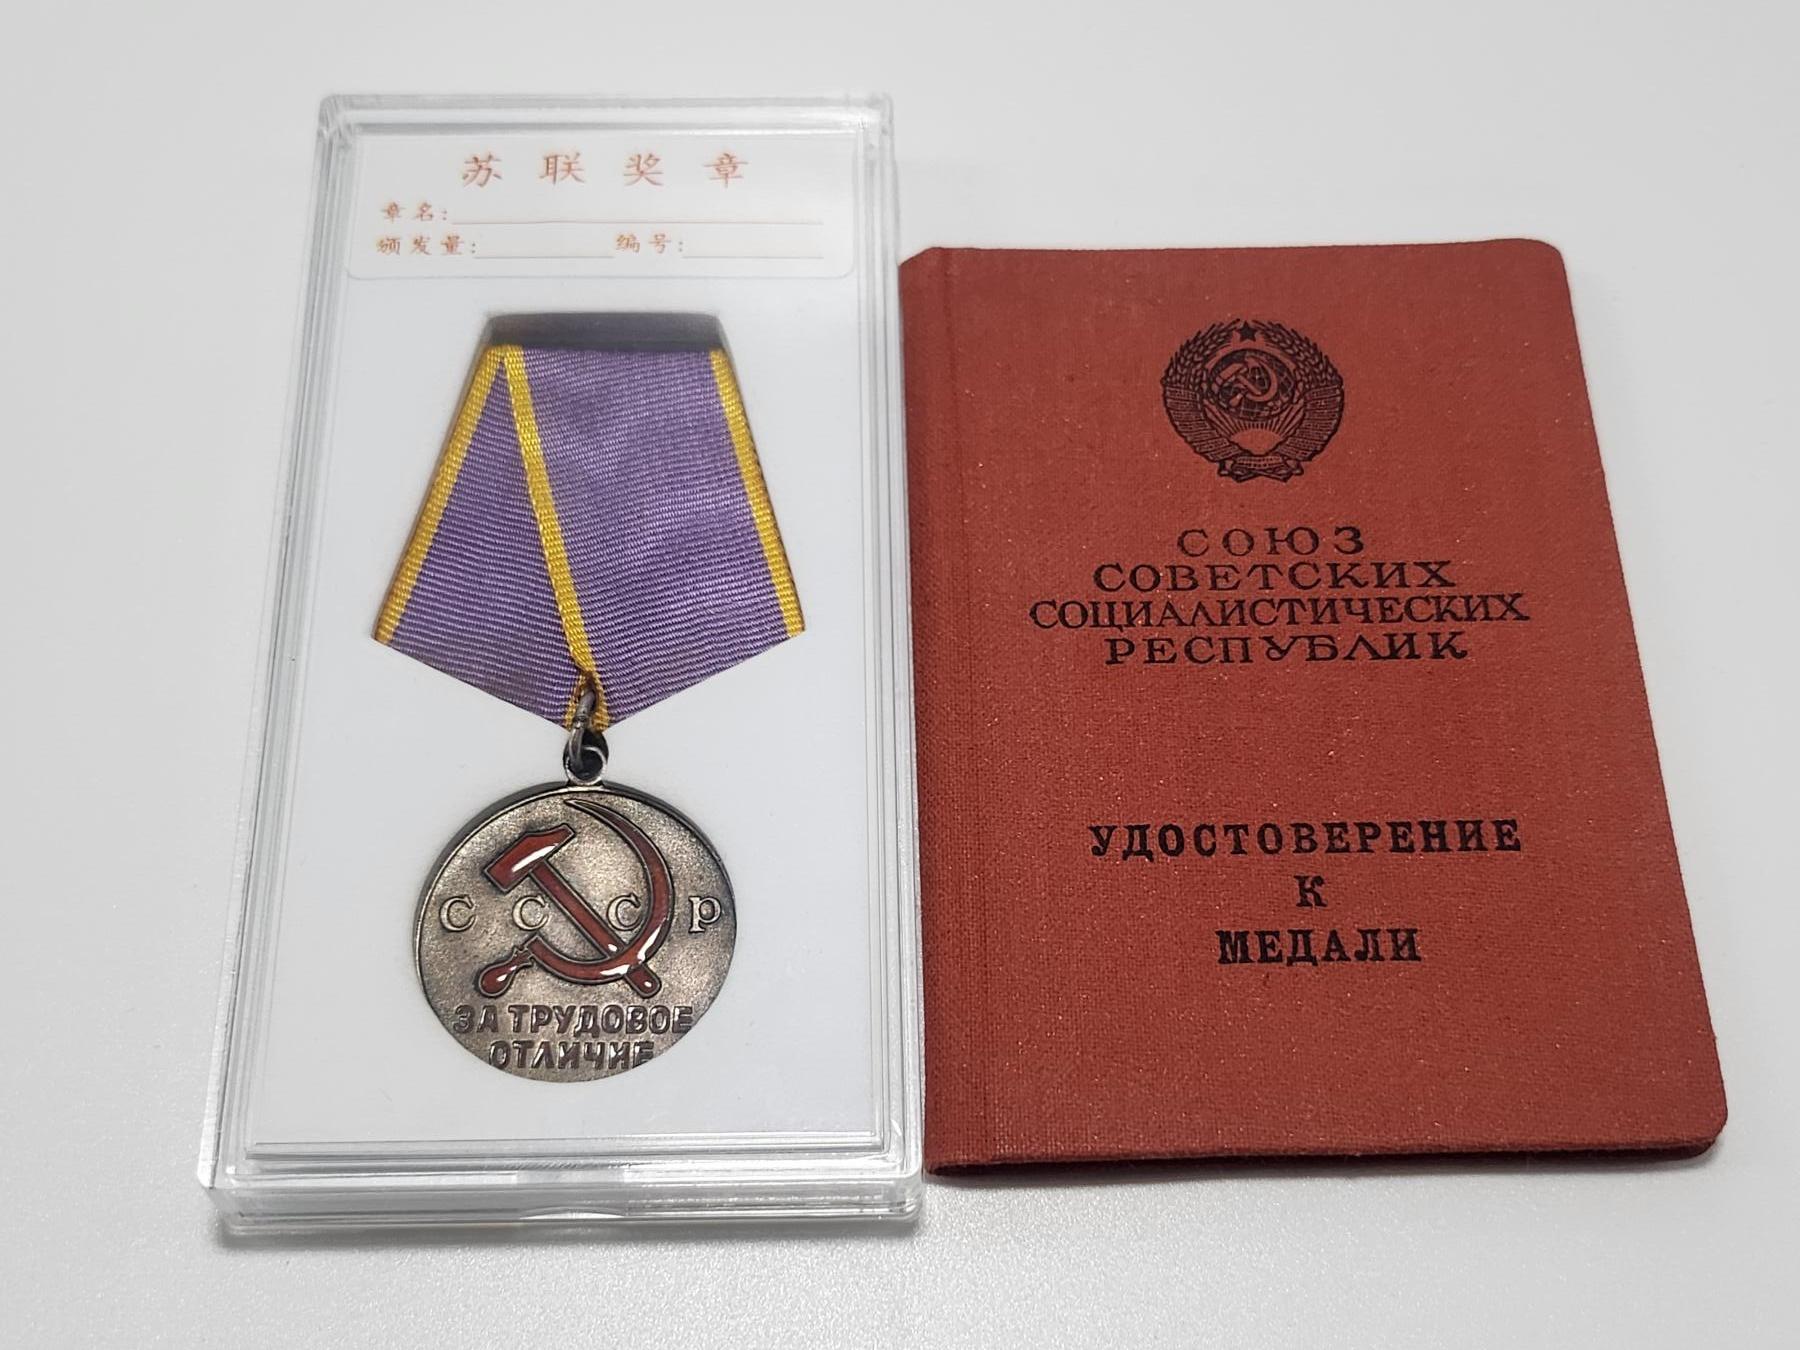 苏联奖章
章名:
颁发量: 编号:
С С С Р
ЗА ТРУДОВОЕ
ОТЛИЧИЕ
СОЮЗ
СОВЕТСКИХ
СОЦИАЛИСТИЧЕСКИХ
РЕСПУБЛИК
УДОСТОВЕРЕНИЕ
К
МЕДАЛИ